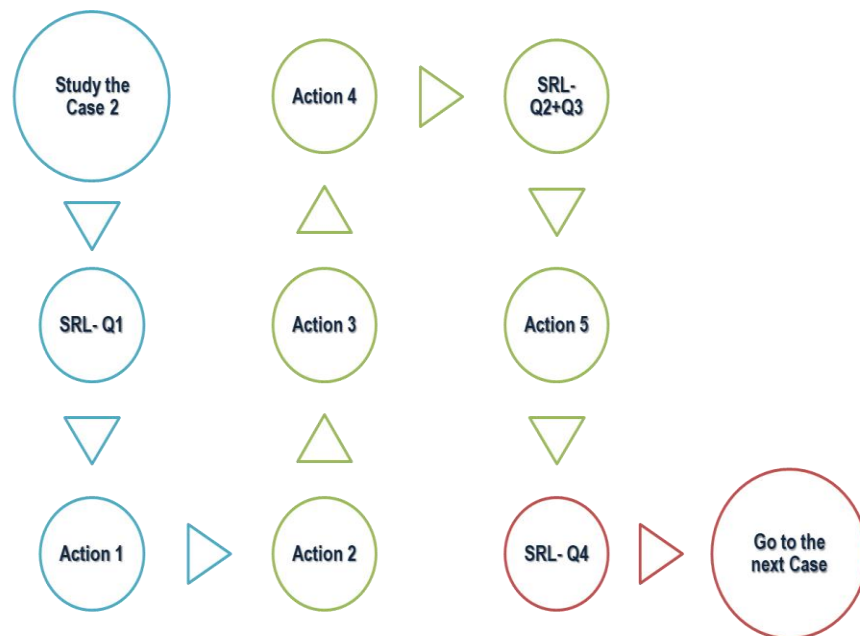 Study the
Case 2
SRL- Q1
Action 1
Action 2
Action 3
Action 4
SRL-
Q2+Q3
Action 5
SRL- Q4
Go to the
next Case